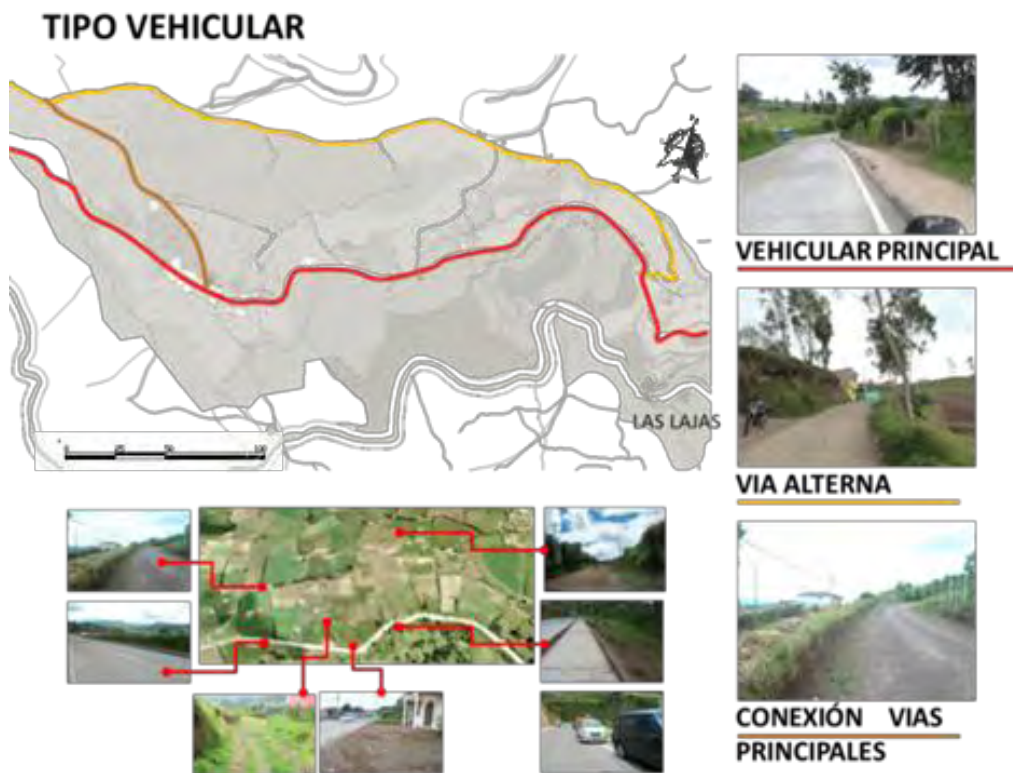 TIPO VEHICULAR
VEHICULAR PRINCIPAL
LAS LAJAS
VIA ALTERNA
CONEXIÓN VIAS
PRINCIPALES